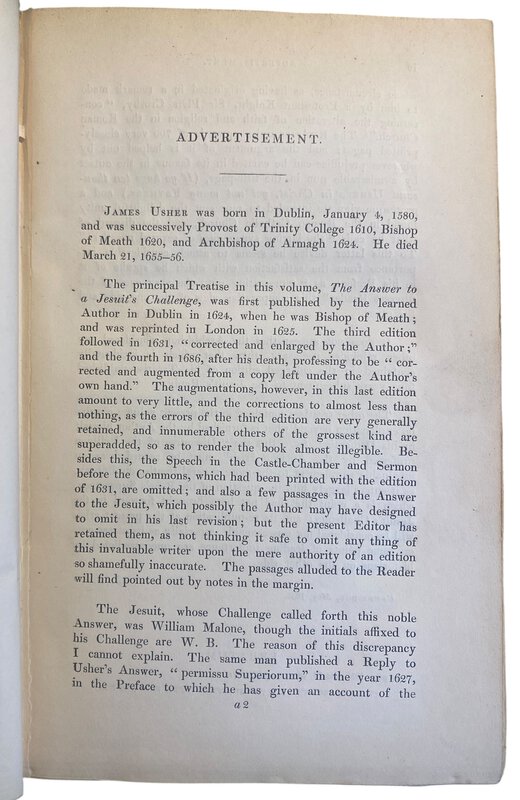 ADVERTISEMENT.
JAMES USHER was born in Dublin, January 4, 1580,
and was successively Provost of Trinity College 1610, Bishop
of Meath 1620, and Archbishop of Armagh 1624. He died
March 21, 1655–56.
The principal Treatise in this volume, The Answer to
a Jesuit's Challenge, was first published by the learned
Author in Dublin in 1624, when he was Bishop of Meath;
and was reprinted in London in 1625. The third edition
followed in 1631, “corrected and enlarged by the Author;”
and the fourth in 1686, after his death, professing to be “ cor-
rected and augmented from a copy left under the Author's
own hand.” The augmentations, however, in this last edition
amount to very little, and the corrections to almost less than
nothing, as the errors of the third edition are very generally
retained, and innumerable others of the grossest kind are
superadded, so as to render the book almost illegible. Be-
sides this, the Speech in the Castle-Chamber and Sermon
before the Commons, which had been printed with the edition
of 1631, are omitted; and also a few passages in the Answer
to the Jesuit, which possibly the Author may have designed
to omit in his last revision; but the present Editor has
retained them, as not thinking it safe to omit any thing of
this invaluable writer upon the mere authority of an edition
so shamefully inaccurate. The passages alluded to the Reader
will find pointed out by notes in the margin.
The Jesuit, whose Challenge called forth this noble
Answer, was William Malone, though the initials affixed to
his Challenge are W. B. The reason of this discrepancy
I cannot explain. The same man published a Reply to
Usher's Answer, “ permissu Superiorum,” in the year 1627,
in the Preface to which he has given an account of the
a 2